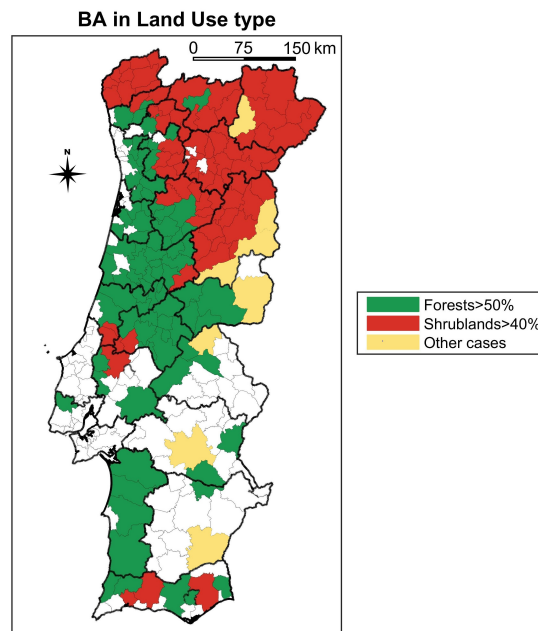 BA in Land Use type
0 75 150 km
N
Forests>50%
Shrublands>40%
Other cases